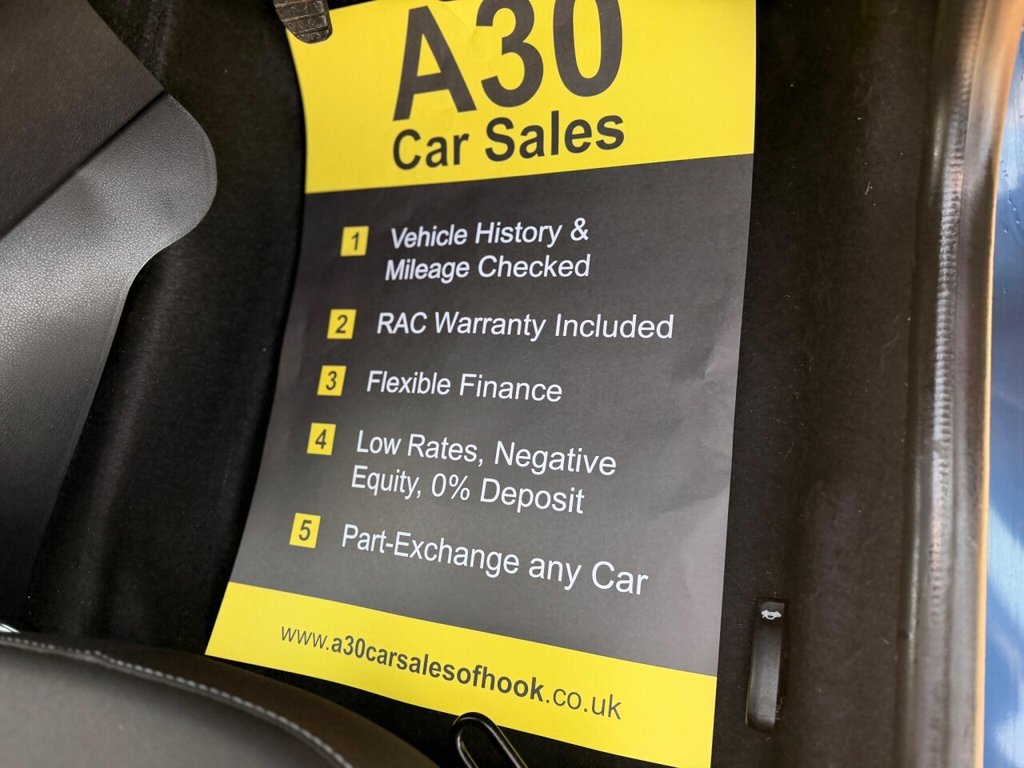 A30
Car Sales
1 Vehicle History &
Mileage Checked
2 RAC Warranty Included
3 Flexible Finance
4 Low Rates, Negative
Equity, 0% Deposit
5 Part-Exchange any Car
www.a30carsalesofhook.co.uk